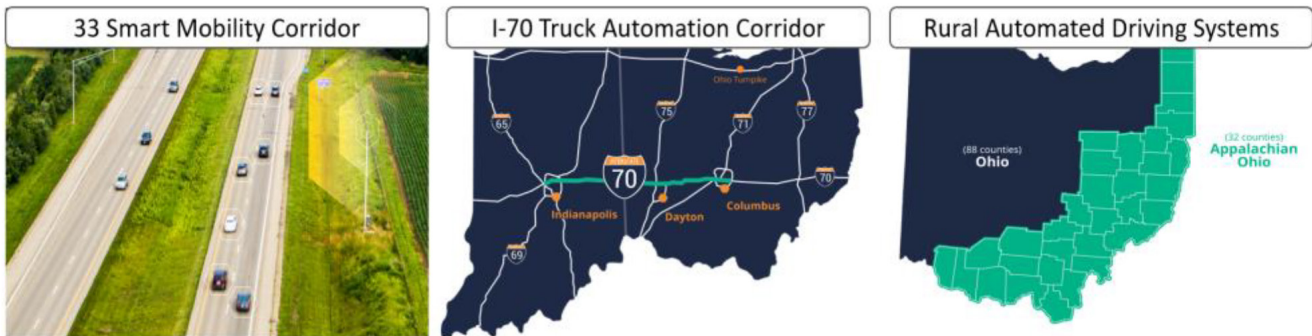 33 Smart Mobility Corridor
I-70 Truck Automation Corridor
Ohio Turnpike
65
75
71
77
70
70
Indianapolis
Dayton
Columbus
69
Rural Automated Driving Systems
(88 counties)
Ohio
(32 counties)
Appalachian
Ohio